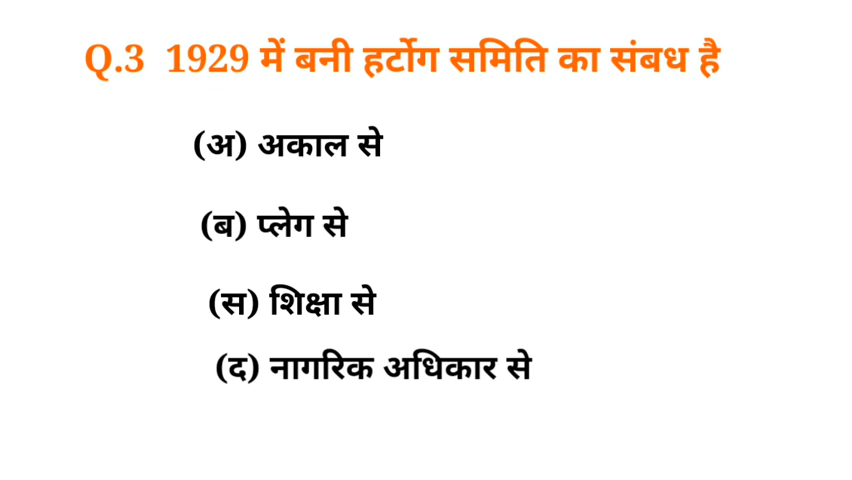 Q.3 1929 में बनी हर्टोग समिति का संबध है
(अ) अकाल से
(ब) प्लेग से
(स) शिक्षा से
(द) नागरिक अधिकार से